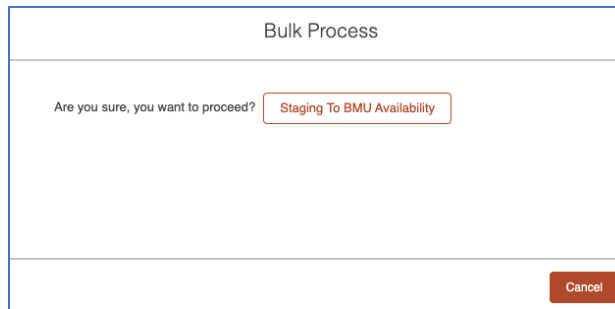 Bulk Process
Are you sure, you want to proceed? Staging To BMU Availability
Cancel